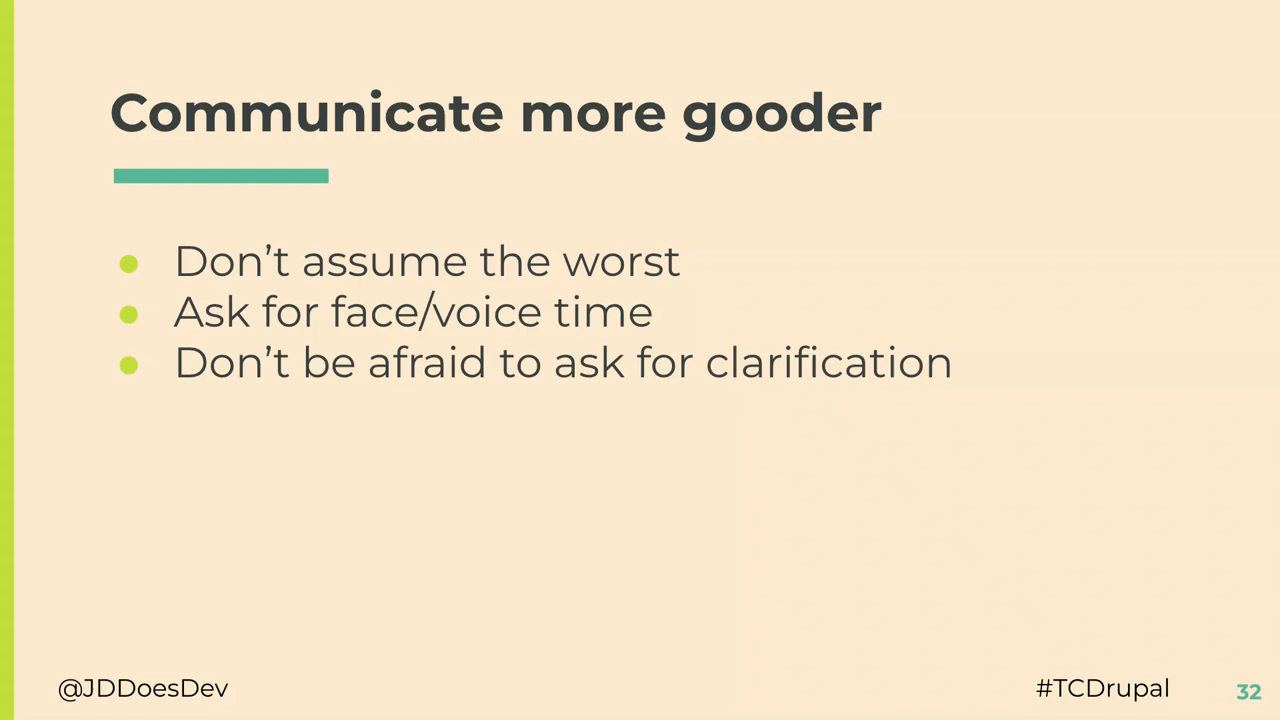 Communicate more gooder
● Don’t assume the worst
● Ask for face/voice time
● Don’t be afraid to ask for clarification
@JDDoesDev
#TCDrupal
32